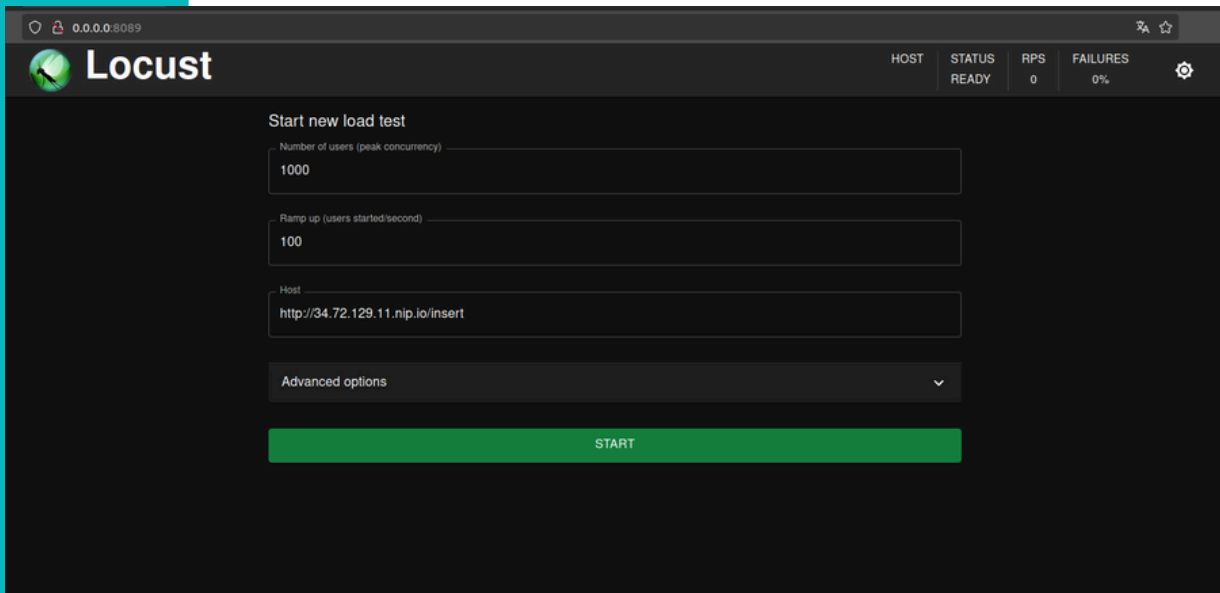 0.0.0.0:8089
Locust
HOST
STATUS
READY
RPS
0
FAILURES
0%
Start new load test
Number of users (peak concurrency)
1000
Ramp up (users started/second)
100
Host
http://34.72.129.11.nip.io/insert
Advanced options
START